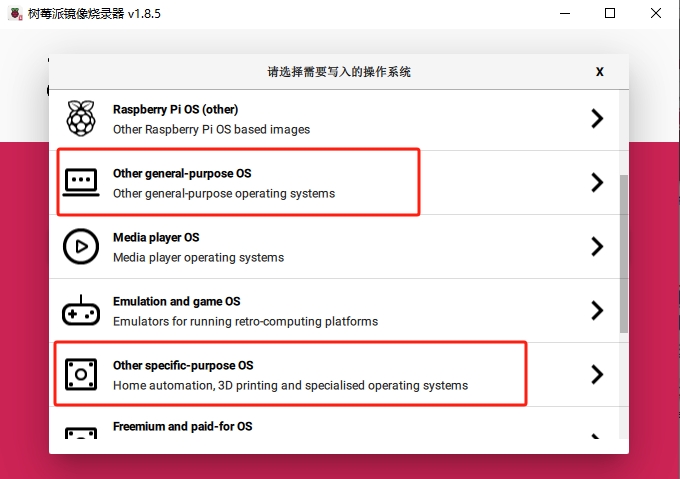 树莓派镜像烧录器 v1.8.5
请选择需要写入的操作系统
X
Raspberry Pi OS (other)
Other Raspberry Pi OS based images
Other general-purpose OS
Other general-purpose operating systems
Media player OS
Media player operating systems
Emulation and game OS
Emulators for running retro-computing platforms
Other specific-purpose OS
Home automation, 3D printing and specialised operating systems
Freemium and paid-for OS